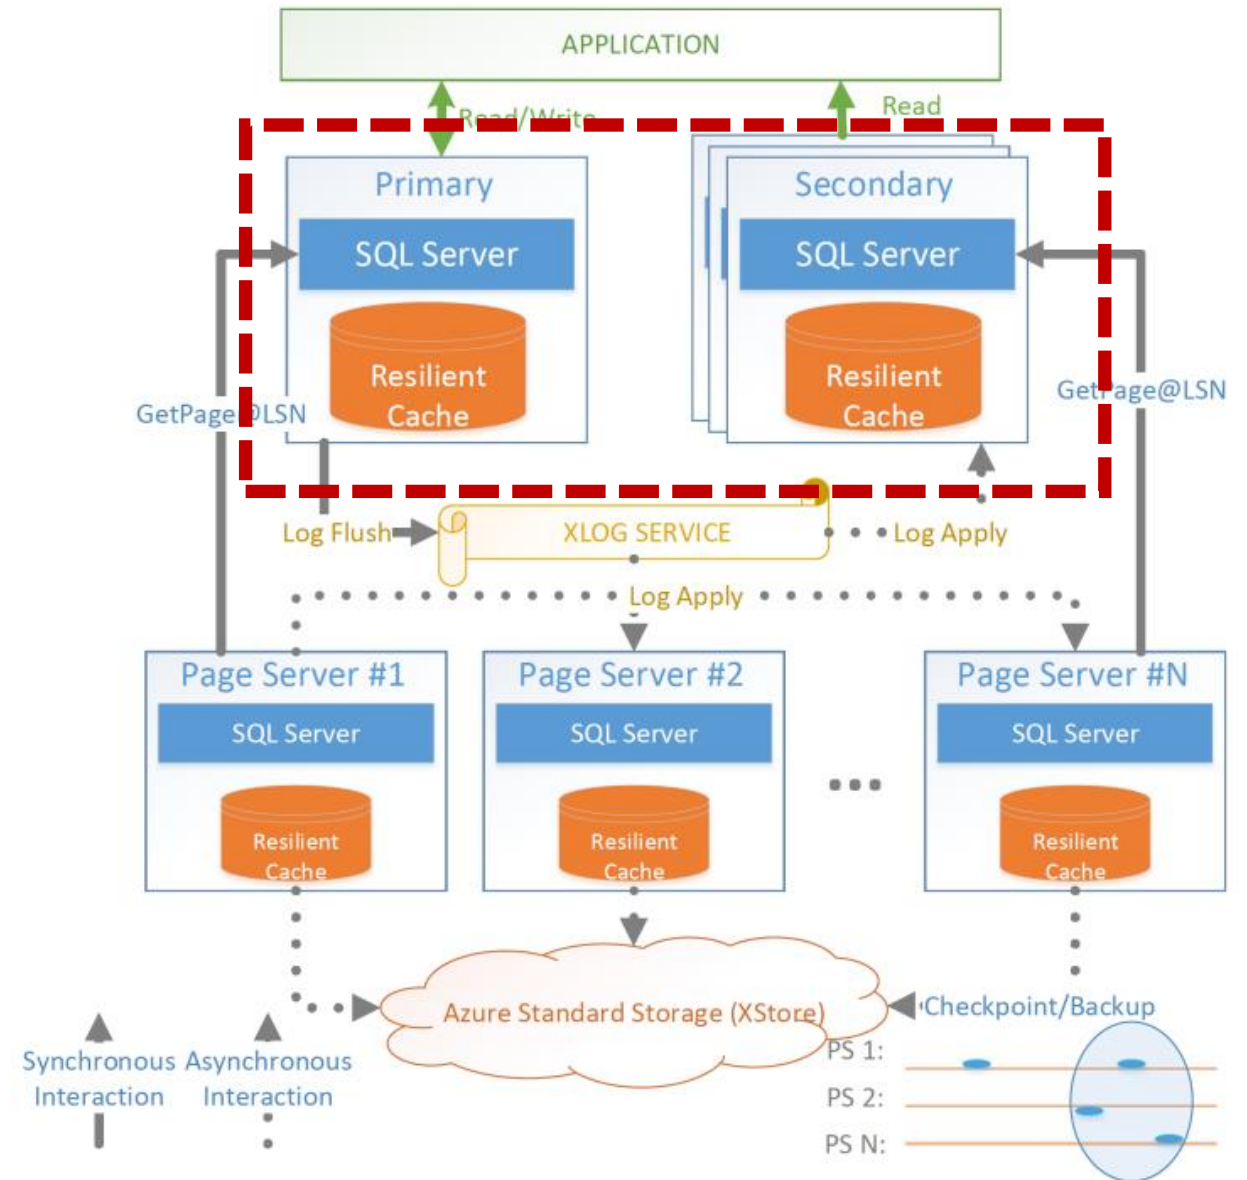 APPLICATION
Read/Write
Read
Primary
Secondary
SQL Server
SQL Server
Resilient
Cache
Resilient
Cache
GetPage@LSN
GetPage@LSN
Log Flush
XLOG SERVICE
Log Apply
Log Apply
Page Server #1
Page Server #2
Page Server #N
SQL Server
SQL Server
SQL Server
Resilient
Cache
Resilient
Cache
Resilient
Cache
Azure Standard Storage (XStore)
Checkpoint/Backup
Synchronous
Interaction
Asynchronous
Interaction
PS 1:
PS 2:
PS N: